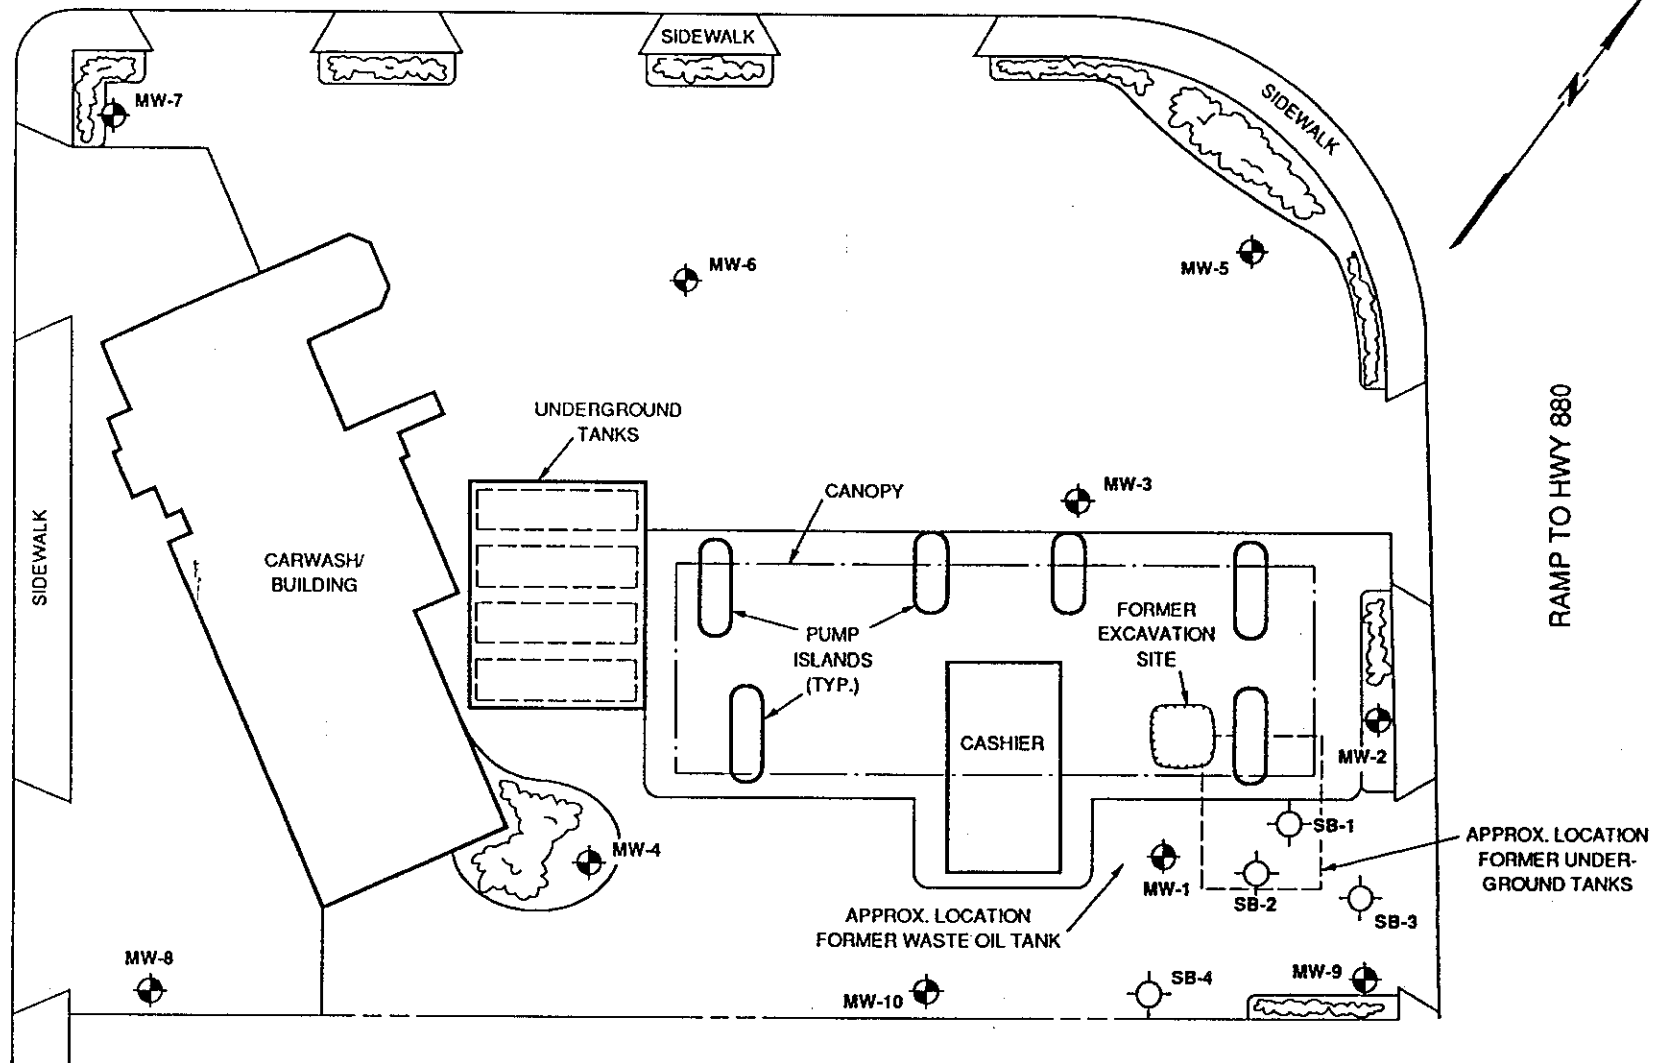 SIDEWALK
MW-7
SIDEWALK
N
MW-6
MW-5
UNDERGROUND
TANKS
CANOPY
MW-3
RAMP TO HWY 880
SIDEWALK
CARWASH/
BUILDING
PUMP
ISLANDS
(TYP.)
FORMER
EXCAVATION
SITE
CASHIER
MW-2
SB-1
APPROX. LOCATION
FORMER UNDER-
GROUND TANKS
MW-4
MW-1
SB-2
SB-3
APPROX. LOCATION
FORMER WASTE OIL TANK
MW-8
MW-10
SB-4
MW-9